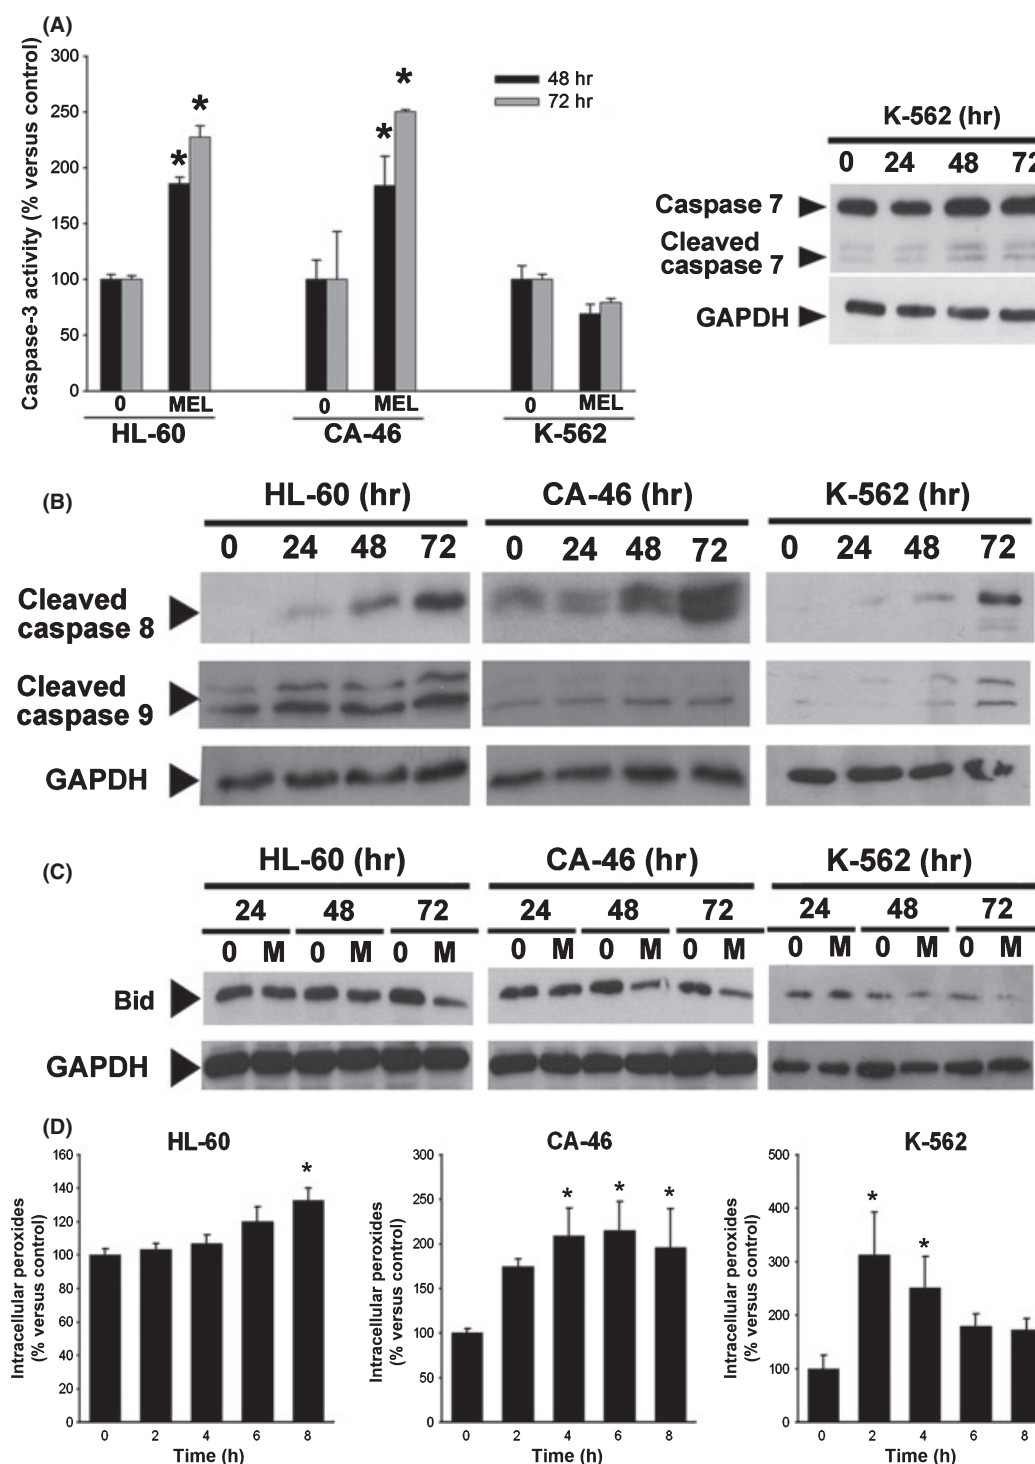 (A)
Caspase-3 activity (% versus control)
300
250
200
150
100
50
0
* * * *
48 hr
72 hr
0 MEL 0 MEL 0 MEL
HL-60 CA-46 K-562
K-562 (hr)
0 24 48 72
Caspase 7
Cleaved
caspase 7
GAPDH
(B)
HL-60 (hr) CA-46 (hr) K-562 (hr)
0 24 48 72 0 24 48 72 0 24 48 72
Cleaved
caspase 8
Cleaved
caspase 9
GAPDH
(C)
HL-60 (hr) CA-46 (hr) K-562 (hr)
24 48 72 24 48 72 24 48 72
0 M 0 M 0 M 0 M 0 M 0 M 0 M 0 M 0 M
Bid
GAPDH
(D)
HL-60
Intracellular peroxides
(% versus control)
160
140
120
100
80
60
40
20
0
*
0 2 4 6 8
Time (h)
CA-46
Intracellular peroxides
(% versus control)
300
250
200
150
100
50
0
* * *
0 2 4 6 8
Time (h)
K-562
Intracellular peroxides
(% versus control)
500
400
300
200
100
0
* *
0 2 4 6 8
Time (h)